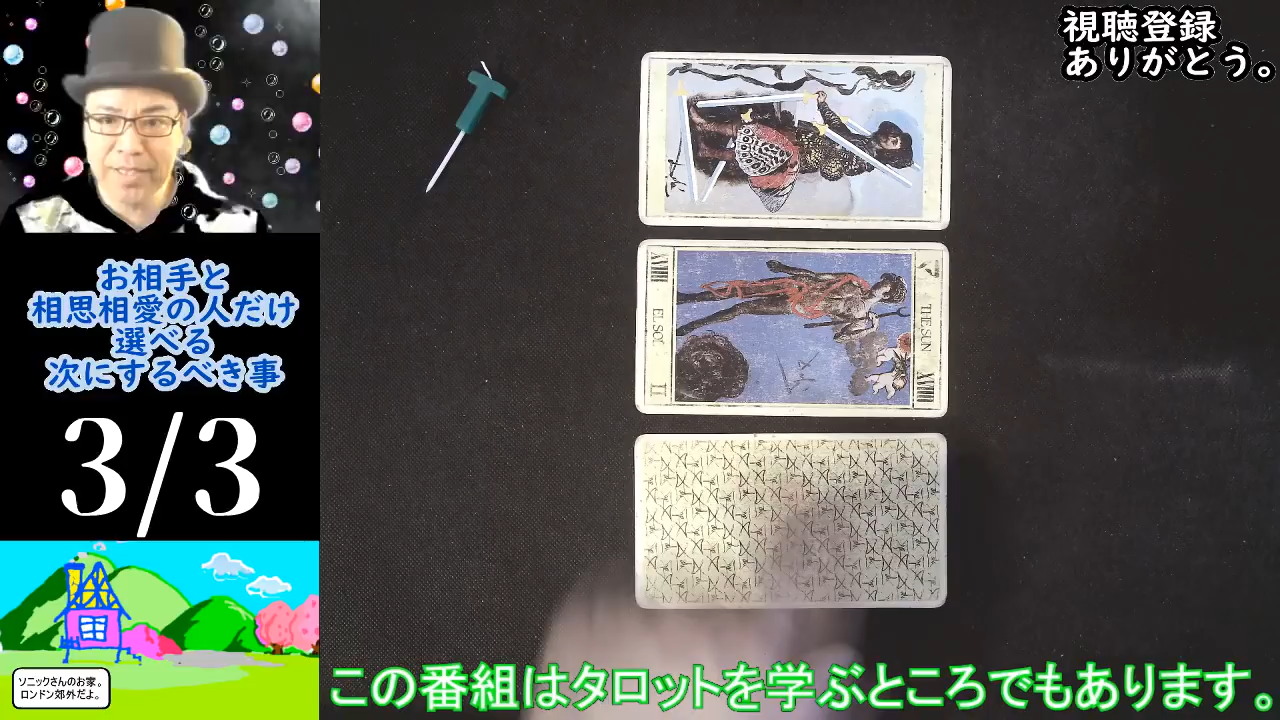 視聴登録
ありがとう。
お相手と
相思相愛の人だけ
選べる
次にするべき事
3/3
XVIIII
EL SOL
THE SUN
XVIIII
ソニックさんのお家。
ロンドン郊外だよ。
この番組はタロットを学ぶところでもあります。